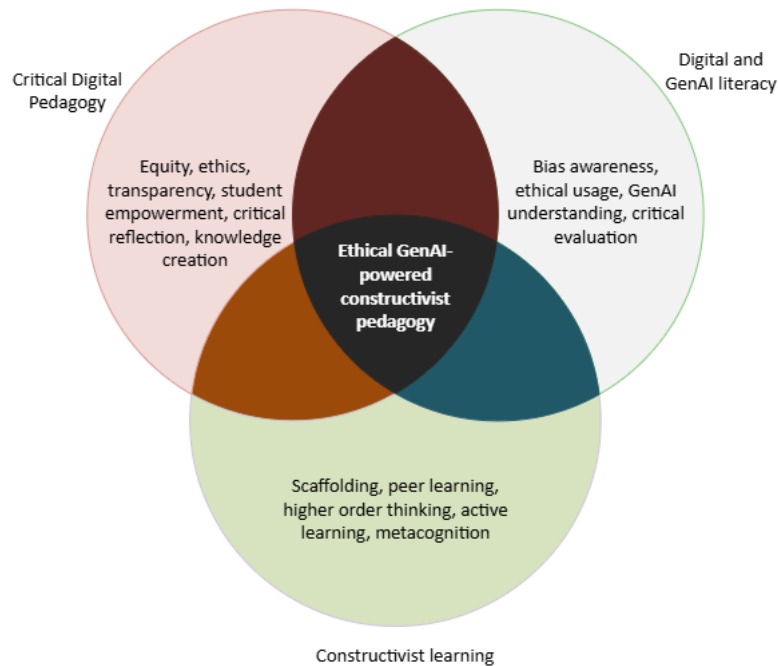 Critical Digital
Pedagogy
Digital and
GenAI literacy
Equity, ethics,
transparency, student
empowerment, critical
reflection, knowledge
creation
Bias awareness,
ethical usage, GenAI
understanding, critical
evaluation
Ethical GenAI-
powered
constructivist
pedagogy
Scaffolding, peer learning,
higher order thinking, active
learning, metacognition
Constructivist learning